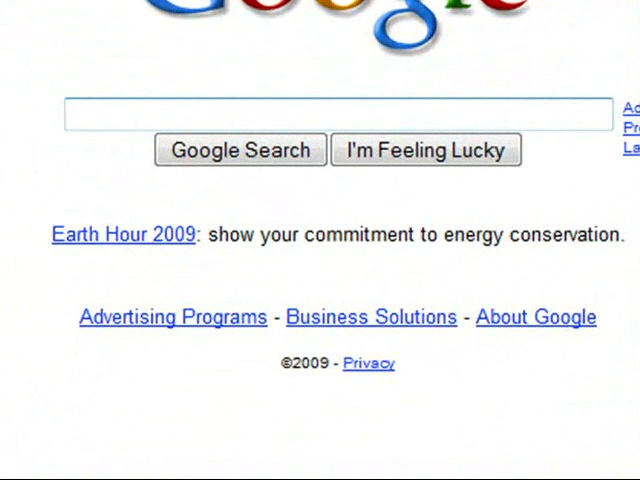 Google
Google Search I'm Feeling Lucky
Earth Hour 2009: show your commitment to energy conservation.
Advertising Programs - Business Solutions - About Google
©2009 - Privacy